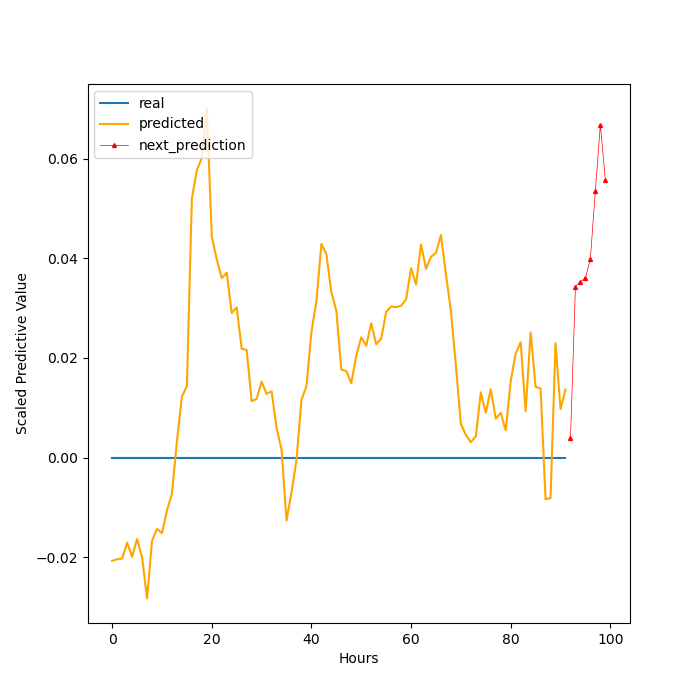 real
predicted
next_prediction
0.06
0.04
0.02
0.00
−0.02
Scaled Predictive Value
0 20 40 60 80 100
Hours